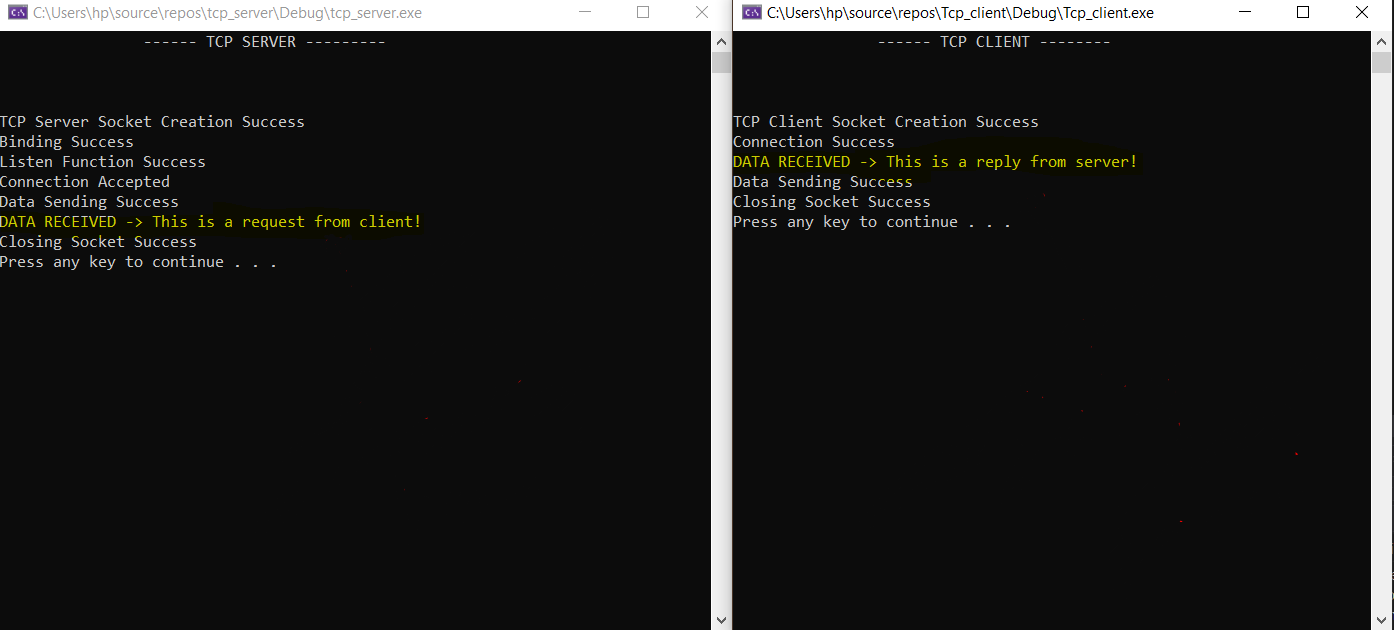 C:\Users\hp\source\repos\tcp_server\Debug\tcp_server.exe
------ TCP SERVER ---------
TCP Server Socket Creation Success
Binding Success
Listen Function Success
Connection Accepted
Data Sending Success
DATA RECEIVED -> This is a request from client!
Closing Socket Success
Press any key to continue . . .
C:\Users\hp\source\repos\Tcp_client\Debug\Tcp_client.exe
------ TCP CLIENT --------
TCP Client Socket Creation Success
Connection Success
DATA RECEIVED -> This is a reply from server!
Data Sending Success
Closing Socket Success
Press any key to continue . . .